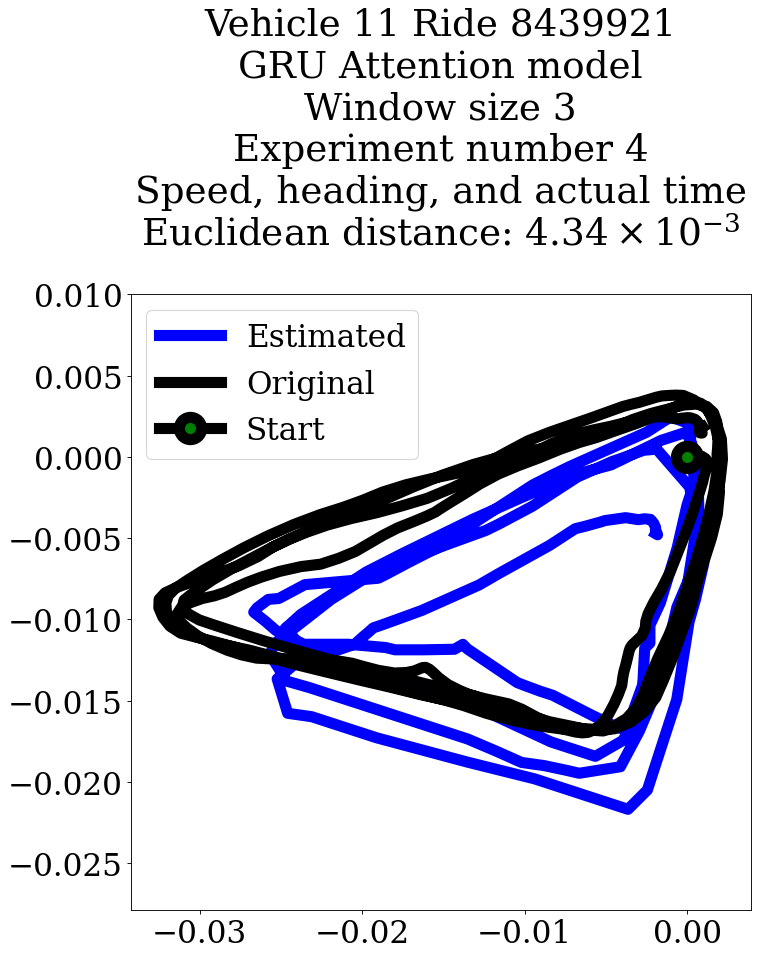 Vehicle 11 Ride 8439921
GRU Attention model
Window size 3
Experiment number 4
Speed, heading, and actual time
Euclidean distance: 4.34 × 10⁻³
0.010
Estimated
0.005
Original
Start
0.000
−0.005
−0.010
−0.015
−0.020
−0.025
−0.03 −0.02 −0.01 0.00